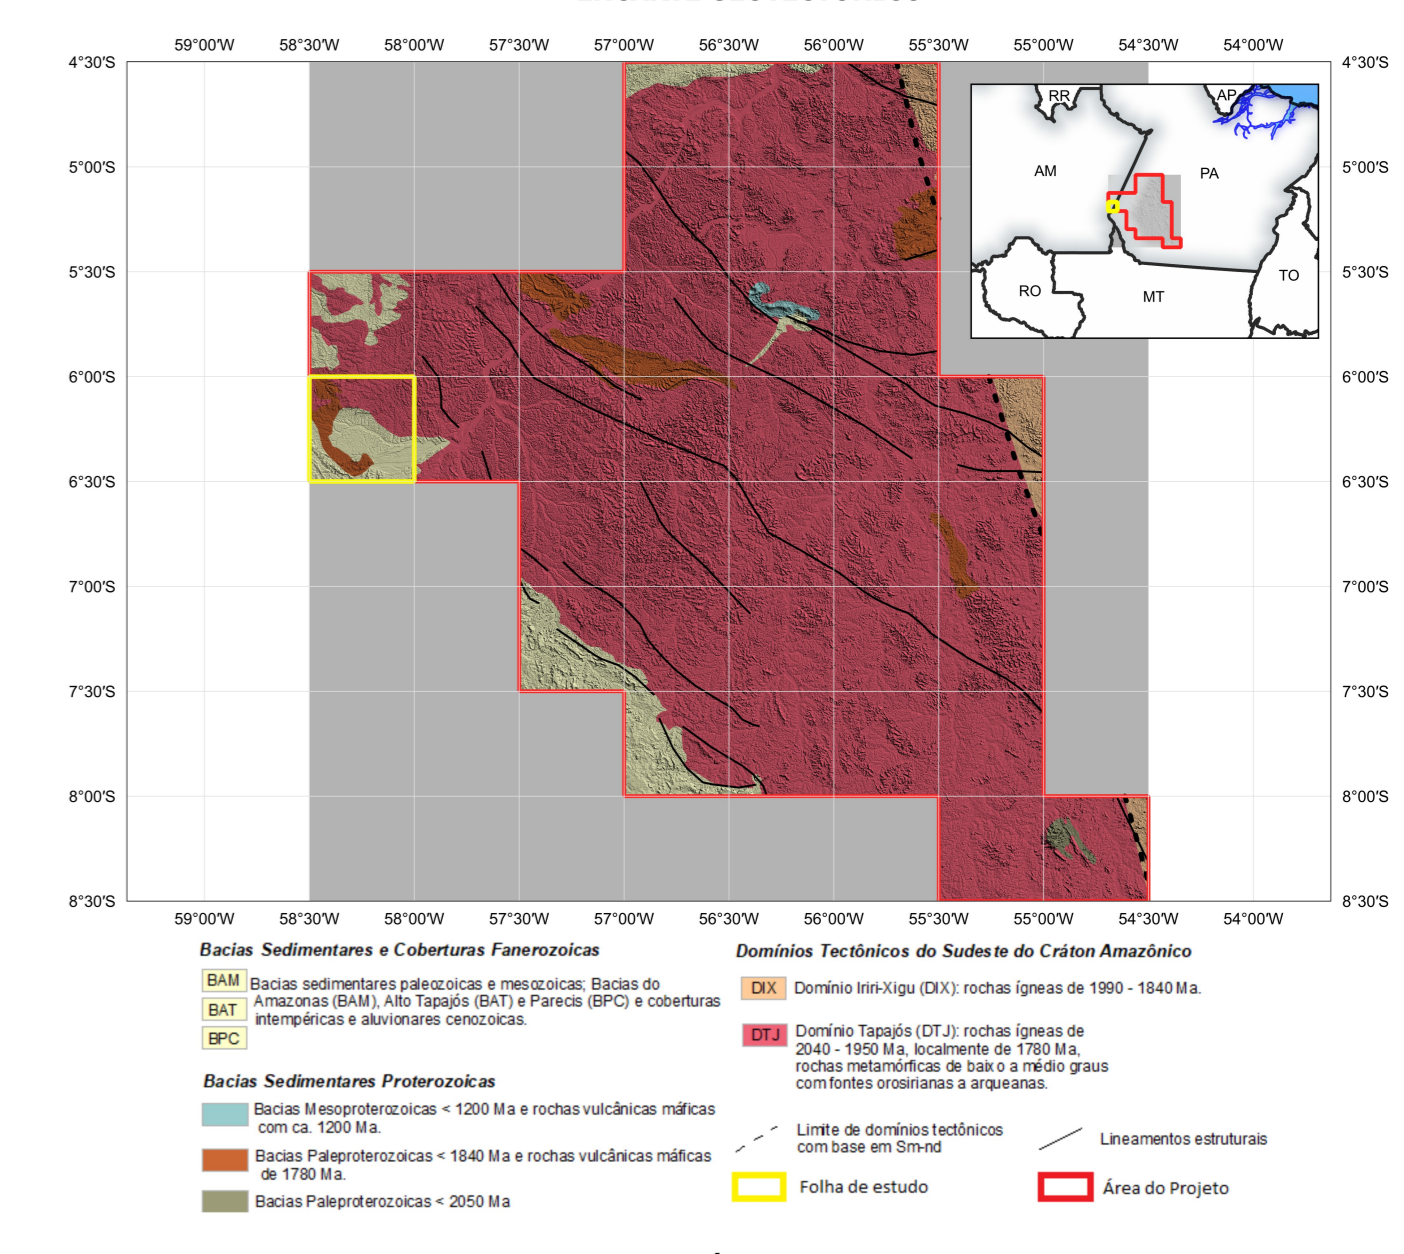 59°00'W 58°30'W 58°00'W 57°30'W 57°00'W 56°30'W 56°00'W 55°30'W 55°00'W 54°30'W 54°00'W
4°30'S 4°30'S
RR AP
5°00'S AM PA 5°00'S
5°30'S TO 5°30'S
RO MT
6°00'S 6°00'S
6°30'S 6°30'S
7°00'S 7°00'S
7°30'S 7°30'S
8°00'S 8°00'S
8°30'S 8°30'S
59°00'W 58°30'W 58°00'W 57°30'W 57°00'W 56°30'W 56°00'W 55°30'W 55°00'W 54°30'W 54°00'W
Bacias Sedimentares e Coberturas Fanerozoicas
BAM
BAT
BPC
Bacias sedimentares paleozoicas e mesozoicas; Bacias do
Amazonas (BAM), Alto Tapajós (BAT) e Parecis (BPC) e coberturas
intempéricas e aluvionares cenozoicas.
Bacias Sedimentares Proterozoicas
Bacias Mesoproterozoicas < 1200 Ma e rochas vulcânicas máficas
com ca. 1200 Ma.
Bacias Paleproterozoicas < 1840 Ma e rochas vulcânicas máficas
de 1780 Ma.
Bacias Paleproterozoicas < 2050 Ma
Domínios Tectônicos do Sudeste do Cráton Amazônico
DIX Domínio Iriri-Xigu (DIX): rochas ígneas de 1990 - 1840 Ma.
DTJ Domínio Tapajós (DTJ): rochas ígneas de
2040 - 1950 Ma, localmente de 1780 Ma,
rochas metamórficas de baixo a médio graus
com fontes orosirianas a arqueanas.
Limite de domínios tectônicos
com base em Sm-nd
Lineamentos estruturais
Folha de estudo
Área do Projeto